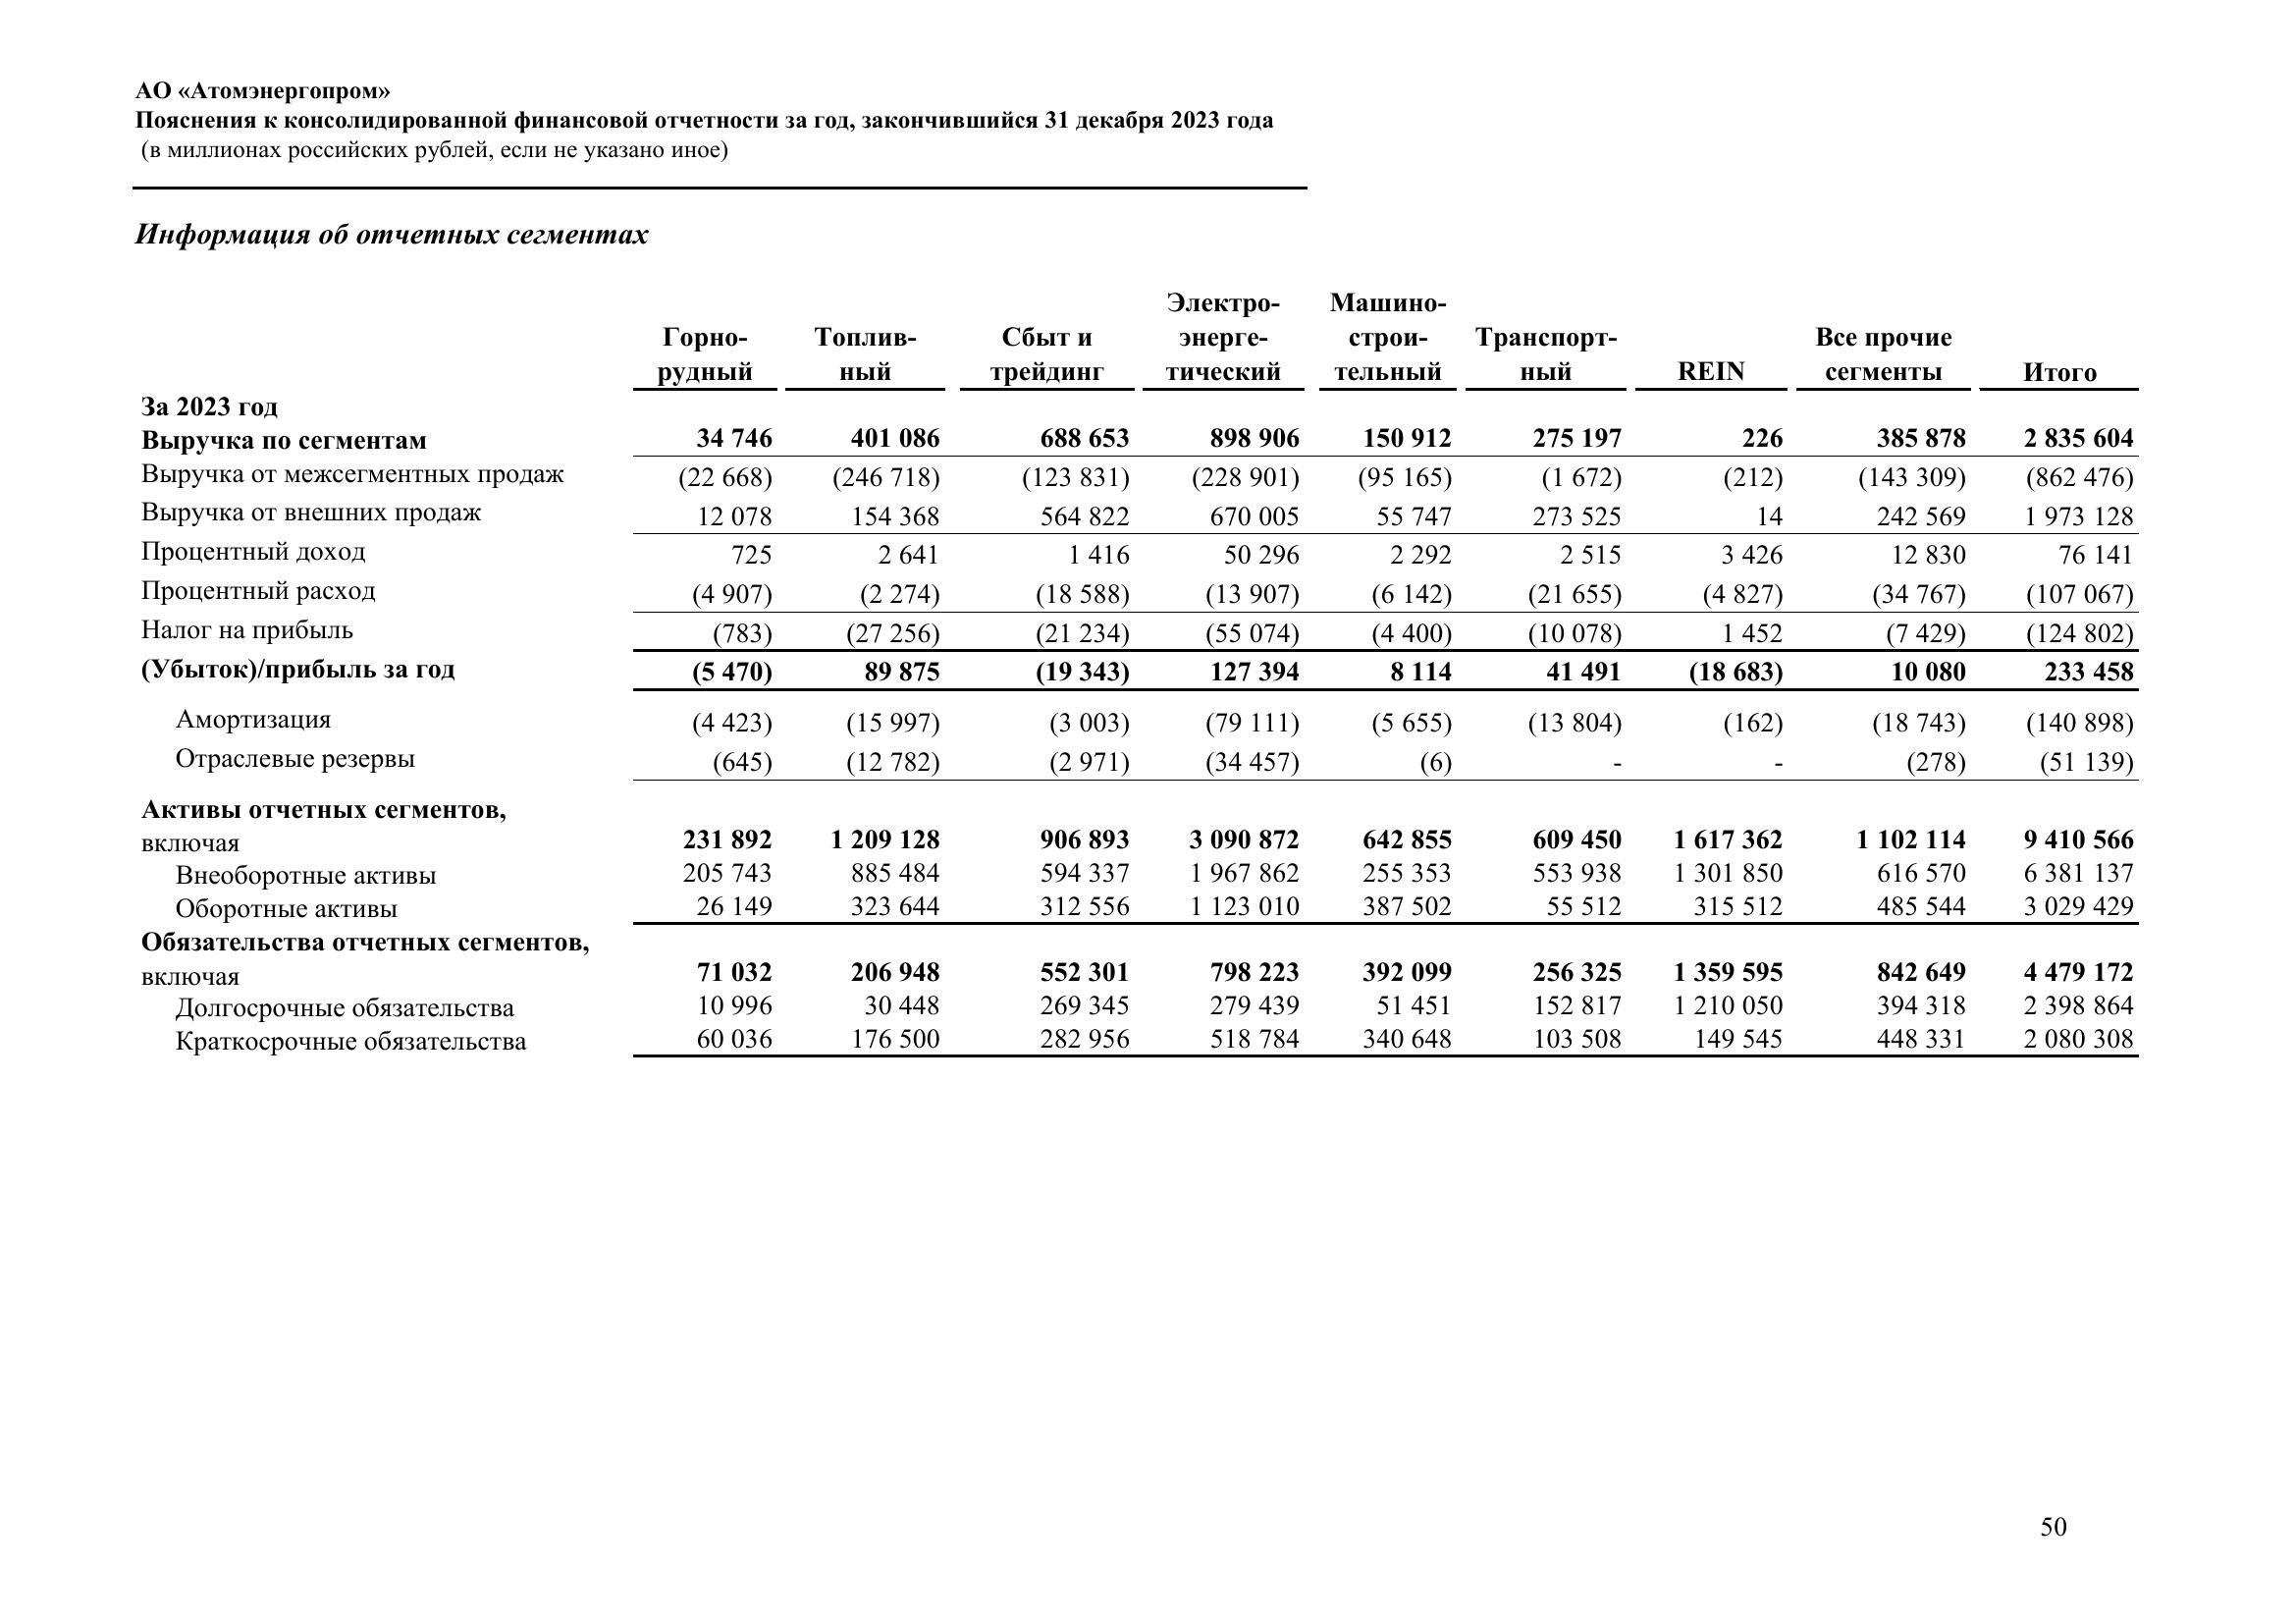 АО «Атомэнергопром»
Пояснения к консолидированной финансовой отчетности за год, закончившийся 31 декабря 2023 года
(в миллионах российских рублей, если не указано иное)
Информация об отчетных сегментах
Горно-рудный Топлив-ный Сбыт и трейдинг Электро-энерге-тический Машино-строи-тельный Транспорт-ный REIN Все прочие сегменты Итого
За 2023 год
Выручка по сегментам 34 746 401 086 688 653 898 906 150 912 275 197 226 385 878 2 835 604
Выручка от межсегментных продаж (22 668) (246 718) (123 831) (228 901) (95 165) (1 672) (212) (143 309) (862 476)
Выручка от внешних продаж 12 078 154 368 564 822 670 005 55 747 273 525 14 242 569 1 973 128
Процентный доход 725 2 641 1 416 50 296 2 292 2 515 3 426 12 830 76 141
Процентный расход (4 907) (2 274) (18 588) (13 907) (6 142) (21 655) (4 827) (34 767) (107 067)
Налог на прибыль (783) (27 256) (21 234) (55 074) (4 400) (10 078) 1 452 (7 429) (124 802)
(Убыток)/прибыль за год (5 470) 89 875 (19 343) 127 394 8 114 41 491 (18 683) 10 080 233 458
Амортизация (4 423) (15 997) (3 003) (79 111) (5 655) (13 804) (162) (18 743) (140 898)
Отраслевые резервы (645) (12 782) (2 971) (34 457) (6) - - (278) (51 139)
Активы отчетных сегментов,
включая 231 892 1 209 128 906 893 3 090 872 642 855 609 450 1 617 362 1 102 114 9 410 566
Внеоборотные активы 205 743 885 484 594 337 1 967 862 255 353 553 938 1 301 850 616 570 6 381 137
Оборотные активы 26 149 323 644 312 556 1 123 010 387 502 55 512 315 512 485 544 3 029 429
Обязательства отчетных сегментов,
включая 71 032 206 948 552 301 798 223 392 099 256 325 1 359 595 842 649 4 479 172
Долгосрочные обязательства 10 996 30 448 269 345 279 439 51 451 152 817 1 210 050 394 318 2 398 864
Краткосрочные обязательства 60 036 176 500 282 956 518 784 340 648 103 508 149 545 448 331 2 080 308
50